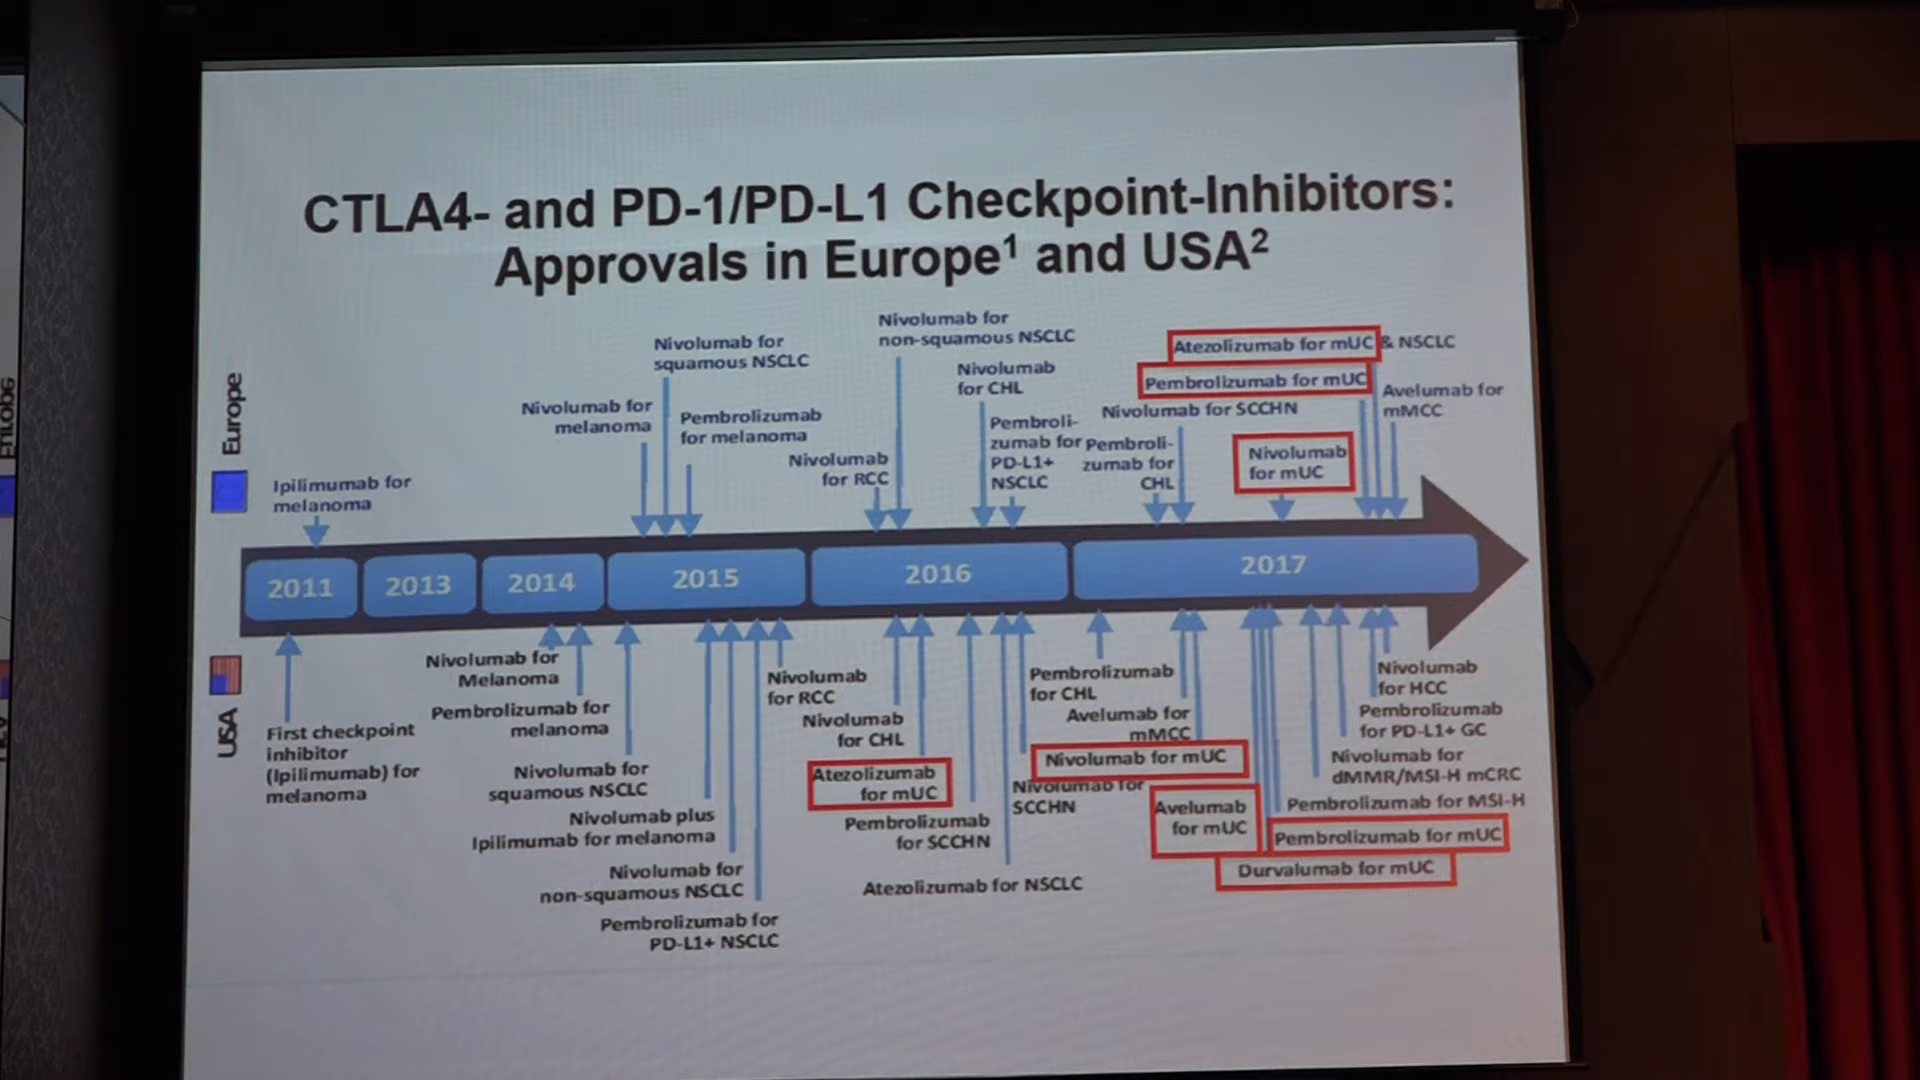 CTLA4- and PD-1/PD-L1 Checkpoint-Inhibitors:
Approvals in Europe¹ and USA²
Europe
Ipilimumab for
melanoma
Nivolumab for
melanoma
Nivolumab for
squamous NSCLC
Pembrolizumab
for melanoma
Nivolumab
for RCC
Nivolumab for
non-squamous NSCLC
Nivolumab
for CHL
Pembroli-
zumab for
PD-L1+
NSCLC
Pembroli-
zumab for
CHL
Nivolumab for SCCHN
Nivolumab
for mUC
Pembrolizumab for mUC
Atezolizumab for mUC & NSCLC
Avelumab for
mMCC
2011
2013
2014
2015
2016
2017
USA
First checkpoint
inhibitor
(Ipilimumab) for
melanoma
Nivolumab for
Melanoma
Pembrolizumab for
melanoma
Nivolumab for
squamous NSCLC
Nivolumab plus
Ipilimumab for melanoma
Nivolumab for
non-squamous NSCLC
Pembrolizumab for
PD-L1+ NSCLC
Nivolumab
for RCC
Nivolumab
for CHL
Atezolizumab
for mUC
Pembrolizumab
for SCCHN
Atezolizumab for NSCLC
Nivolumab for
SCCHN
Pembrolizumab
for CHL
Avelumab for
mMCC
Nivolumab for mUC
Avelumab
for mUC
Durvalumab for mUC
Pembrolizumab for mUC
Pembrolizumab for MSI-H
Nivolumab for
dMMR/MSI-H mCRC
Pembrolizumab
for PD-L1+ GC
Nivolumab
for HCC